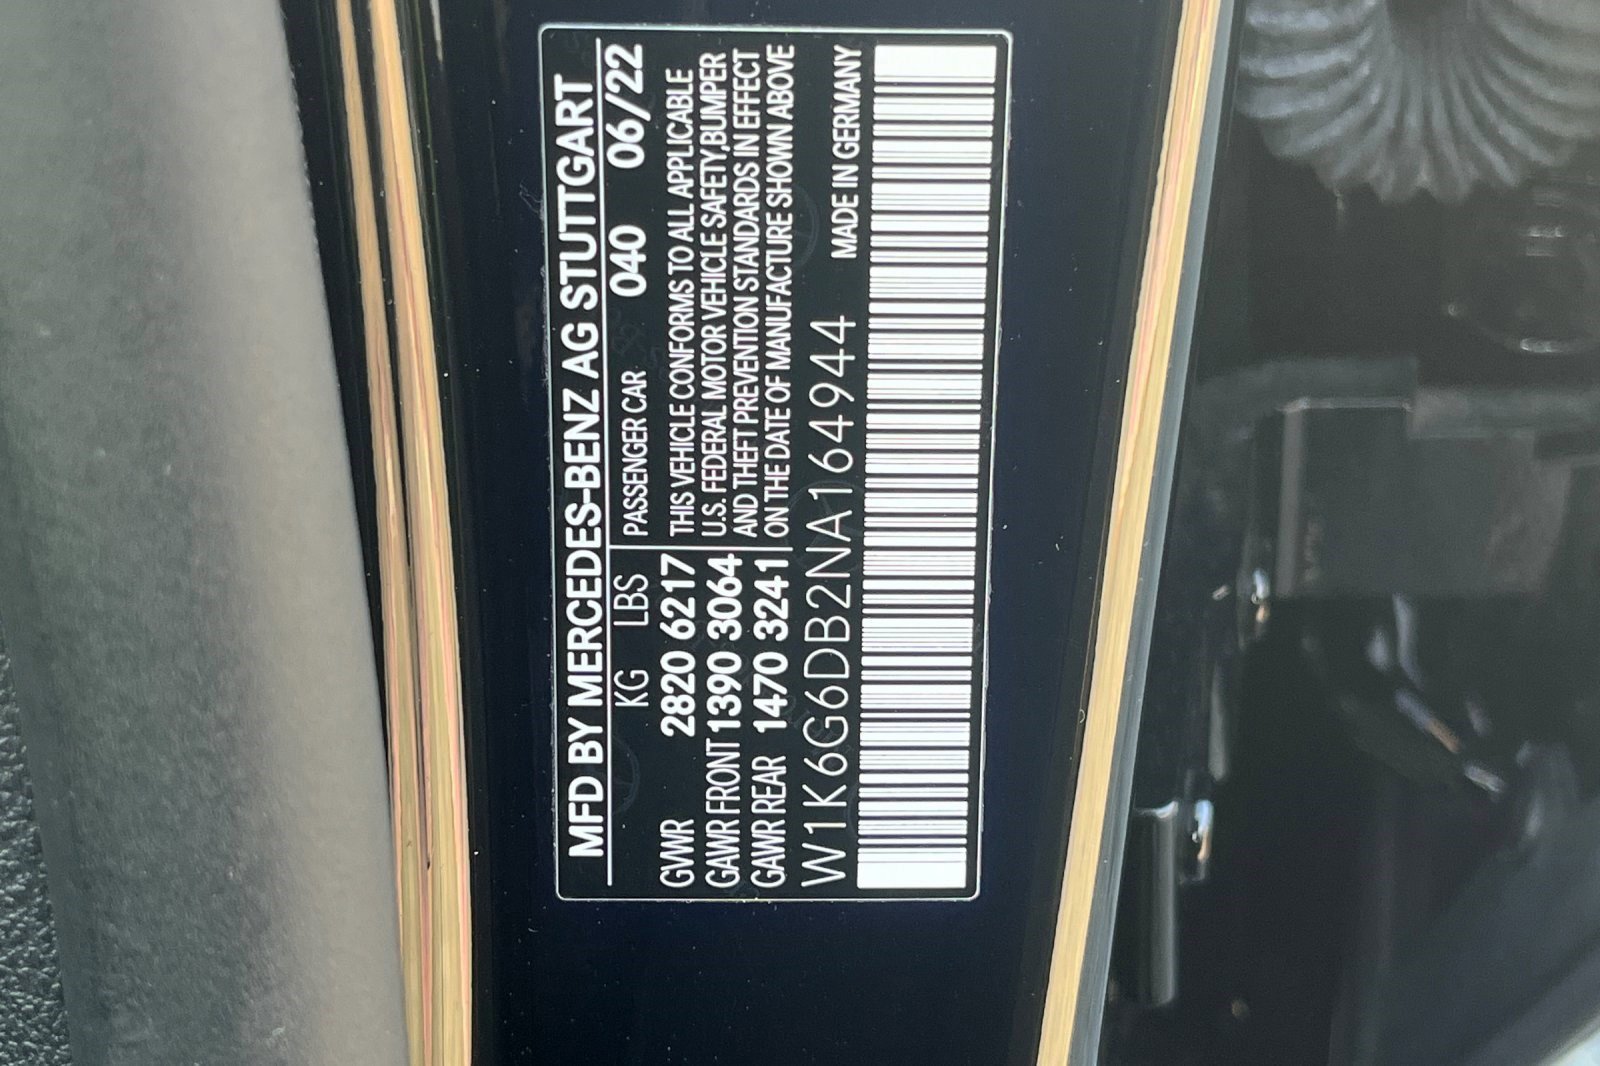 MFD BY MERCEDES-BENZ AG STUTTGART
KG LBS PASSENGER CAR 040 06/22
GVWR 2820 6217 THIS VEHICLE CONFORMS TO ALL APPLICABLE
GAWR FRONT 1390 3064 U.S. FEDERAL MOTOR VEHICLE SAFETY, BUMPER
GAWR REAR 1470 3241 AND THEFT PREVENTION STANDARDS IN EFFECT
ON THE DATE OF MANUFACTURE SHOWN ABOVE
W1K6G6DB2NA164944 MADE IN GERMANY